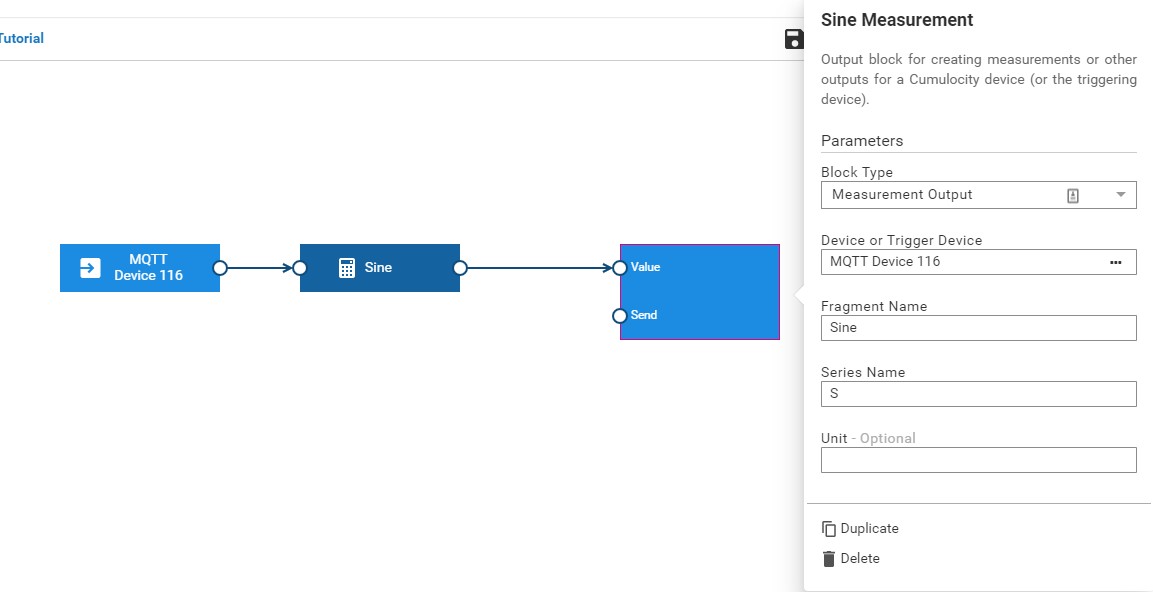 Tutorial
MQTT
Device 116
Sine
Value
Send
Sine Measurement
Output block for creating measurements or other
outputs for a Cumulocity device (or the triggering
device).
Parameters
Block Type
Measurement Output
Device or Trigger Device
MQTT Device 116
Fragment Name
Sine
Series Name
S
Unit - Optional
Duplicate
Delete